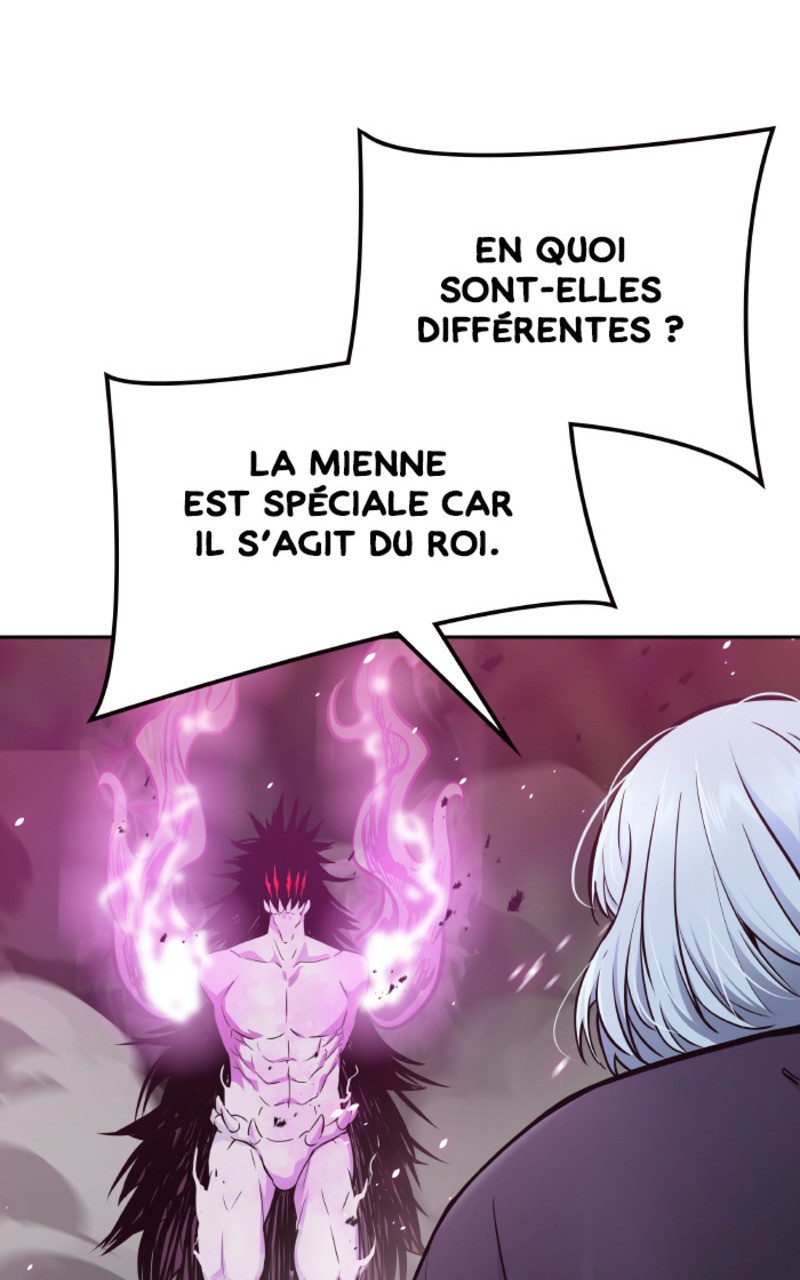 EN QUOI
SONT-ELLES
DIFFÉRENTES ?
LA MIENNE
EST SPÉCIALE CAR
IL S'AGIT DU ROI.